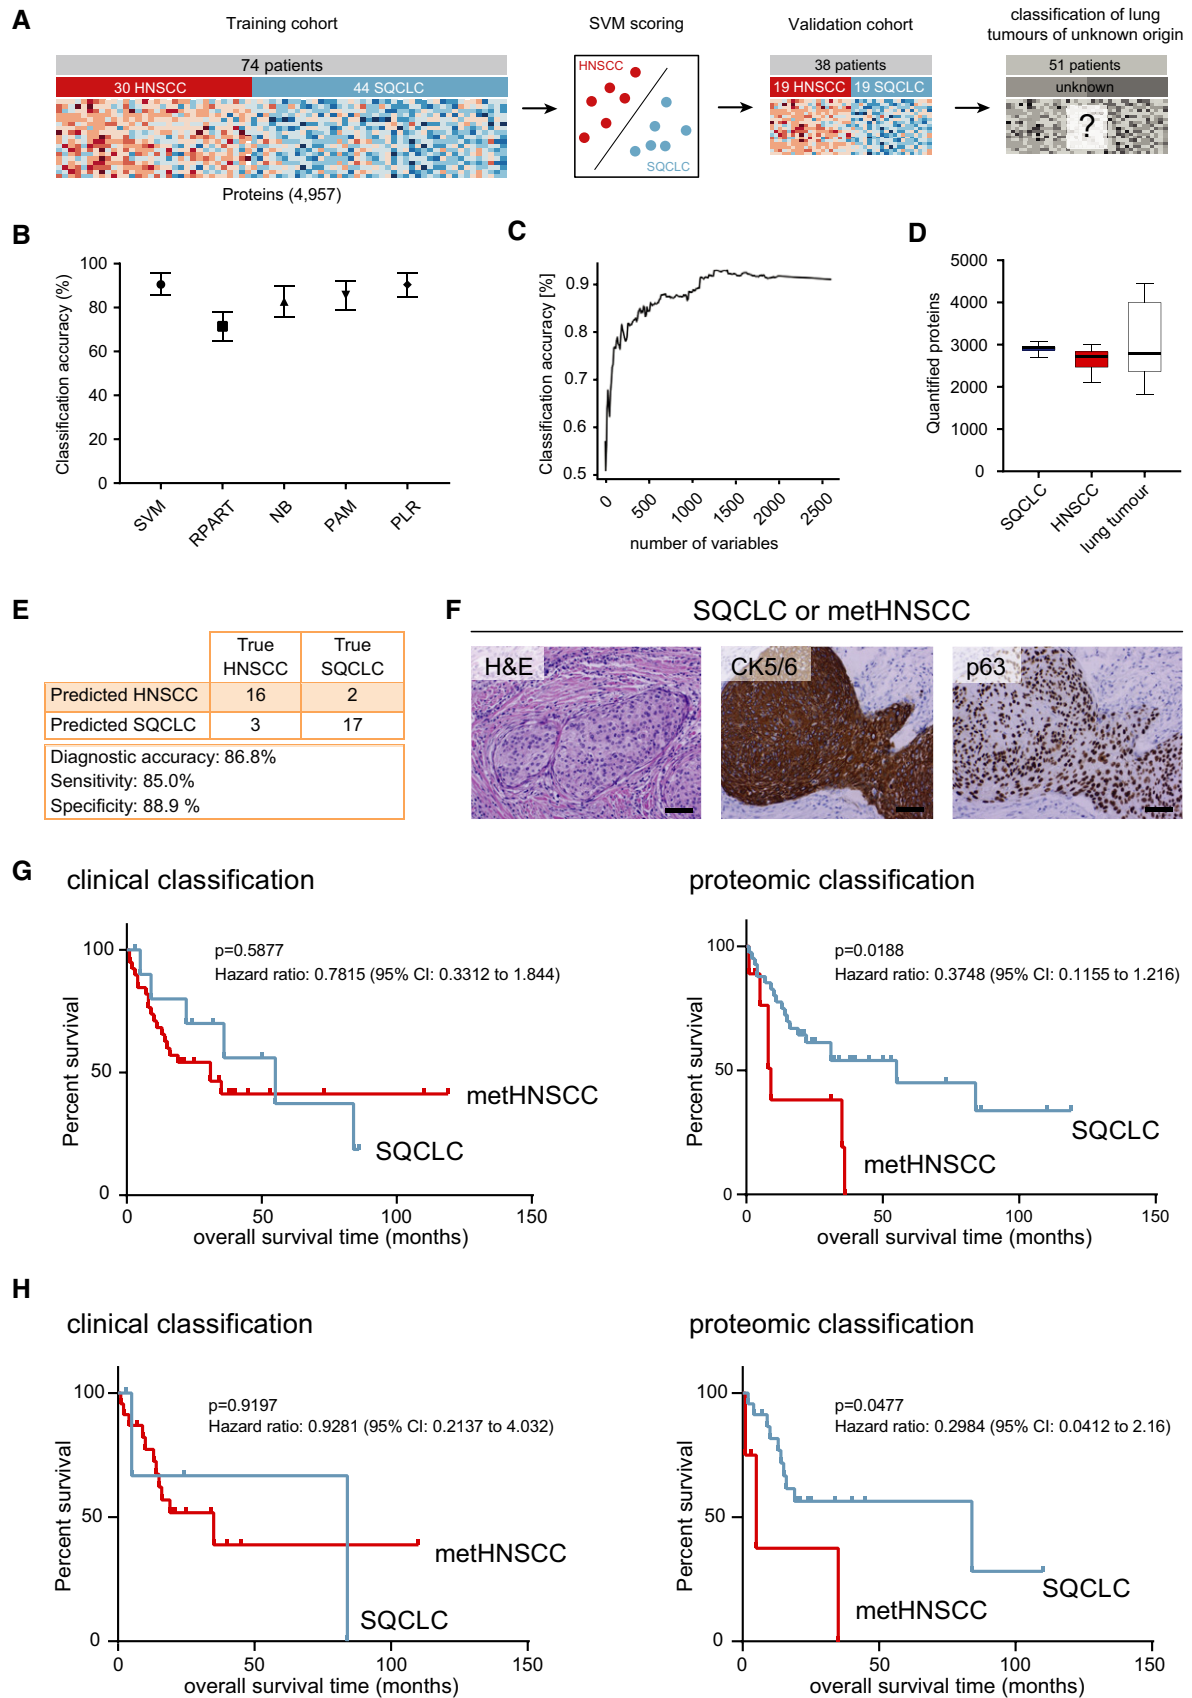 A
Training cohort
SVM scoring
Validation cohort
classification of lung
tumours of unknown origin
74 patients
30 HNSCC
44 SQCLC
Proteins (4,957)
HNSCC
SQCLC
38 patients
19 HNSCC
19 SQCLC
51 patients
unknown
?
B
Classification accuracy (%)
100
80
60
40
20
0
SVM
RPART
NB
PAM
PLR
C
Classification accuracy [%]
0.9
0.8
0.7
0.6
0.5
0
500
1000
1500
2000
2500
number of variables
D
Quantified proteins
5000
4000
3000
2000
1000
0
SQCLC
HNSCC
lung tumour
E
True HNSCC
True SQCLC
Predicted HNSCC 16 2
Predicted SQCLC 3 17
Diagnostic accuracy: 86.8%
Sensitivity: 85.0%
Specificity: 88.9 %
F
SQCLC or metHNSCC
H&E
CK5/6
p63
G
clinical classification
p=0.5877
Hazard ratio: 0.7815 (95% CI: 0.3312 to 1.844)
Percent survival
100
50
0
metHNSCC
SQCLC
0
50
100
150
overall survival time (months)
proteomic classification
p=0.0188
Hazard ratio: 0.3748 (95% CI: 0.1155 to 1.216)
Percent survival
100
50
0
SQCLC
metHNSCC
0
50
100
150
overall survival time (months)
H
clinical classification
p=0.9197
Hazard ratio: 0.9281 (95% CI: 0.2137 to 4.032)
Percent survival
100
50
0
metHNSCC
SQCLC
0
50
100
150
overall survival time (months)
proteomic classification
p=0.0477
Hazard ratio: 0.2984 (95% CI: 0.0412 to 2.16)
Percent survival
100
50
0
SQCLC
metHNSCC
0
50
100
150
overall survival time (months)